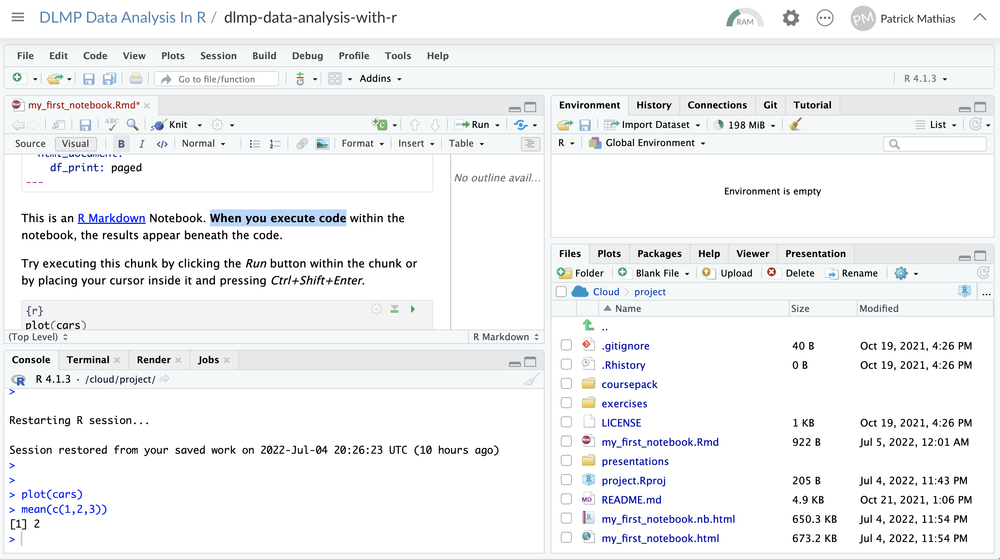 DLMP Data Analysis In R / dlmp-data-analysis-with-r
RAM
PM Patrick Mathias
File Edit Code View Plots Session Build Debug Profile Tools Help
Go to file/function
Addins
R 4.1.3
my_first_notebook.Rmd*
ABC
Knit
Run
Source Visual B I </> Normal Format Insert Table
html_document:
df_print: paged
---
No outline avail...
This is an R Markdown Notebook. When you execute code within the
notebook, the results appear beneath the code.
Try executing this chunk by clicking the Run button within the chunk or
by placing your cursor inside it and pressing Ctrl+Shift+Enter.
{r}
plot(cars)
(Top Level)
R Markdown
Console Terminal Render Jobs
R 4.1.3 · /cloud/project/
>
Restarting R session...
Session restored from your saved work on 2022-Jul-04 20:26:23 UTC (10 hours ago)
>
>
> plot(cars)
> mean(c(1,2,3))
[1] 2
>
Environment History Connections Git Tutorial
Import Dataset 198 MiB List
R Global Environment
Environment is empty
Files Plots Packages Help Viewer Presentation
Folder Blank File Upload Delete Rename
Cloud > project ...
Name Size Modified
..
.gitignore 40 B Oct 19, 2021, 4:26 PM
.Rhistory 0 B Oct 19, 2021, 4:26 PM
coursepack
exercises
LICENSE 1 KB Oct 19, 2021, 4:26 PM
my_first_notebook.Rmd 922 B Jul 5, 2022, 12:01 AM
presentations
project.Rproj 205 B Jul 4, 2022, 11:43 PM
README.md 4.9 KB Oct 21, 2021, 1:06 PM
my_first_notebook.nb.html 650.3 KB Jul 4, 2022, 11:54 PM
my_first_notebook.html 673.2 KB Jul 4, 2022, 11:54 PM